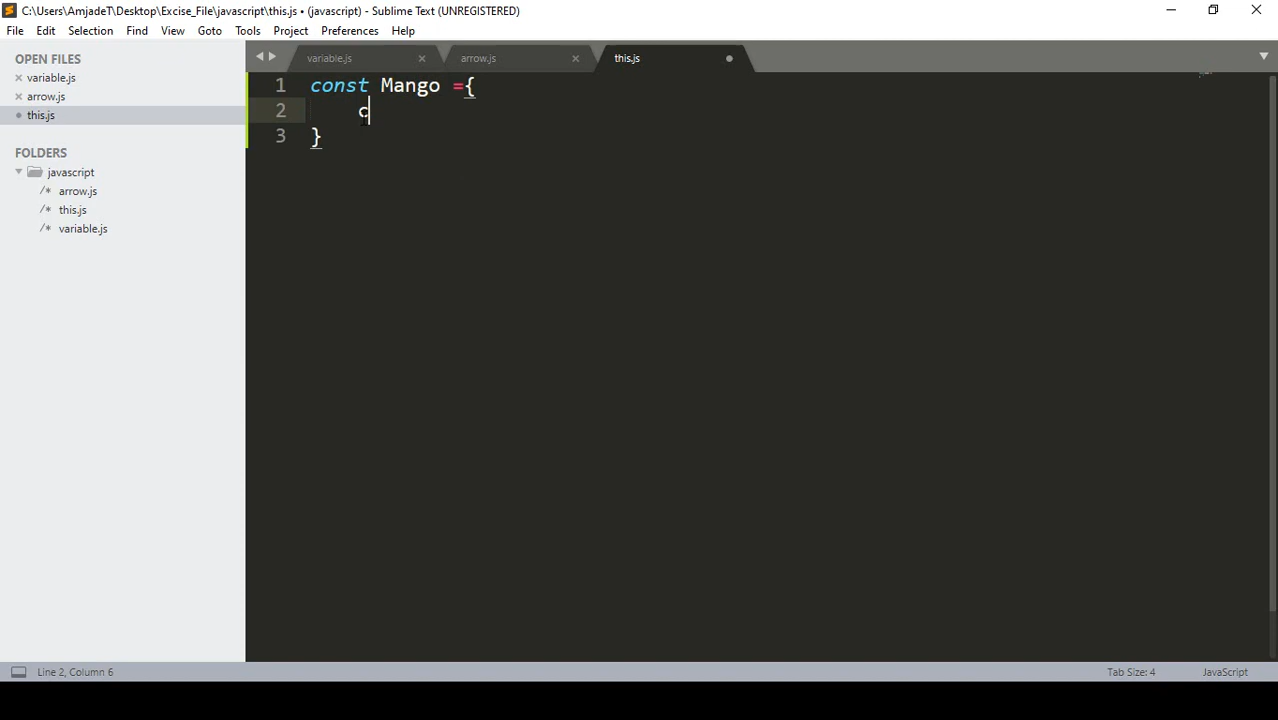 C:\Users\AmjadeT\Desktop\Excise_File\javascript\this.js • (javascript) - Sublime Text (UNREGISTERED)
File Edit Selection Find View Goto Tools Project Preferences Help
OPEN FILES
variable.js
arrow.js
this.js
FOLDERS
javascript
/* arrow.js
/* this.js
/* variable.js
variable.js arrow.js this.js
1 const Mango ={
2 c
3 }
Line 2, Column 6 Tab Size: 4 JavaScript